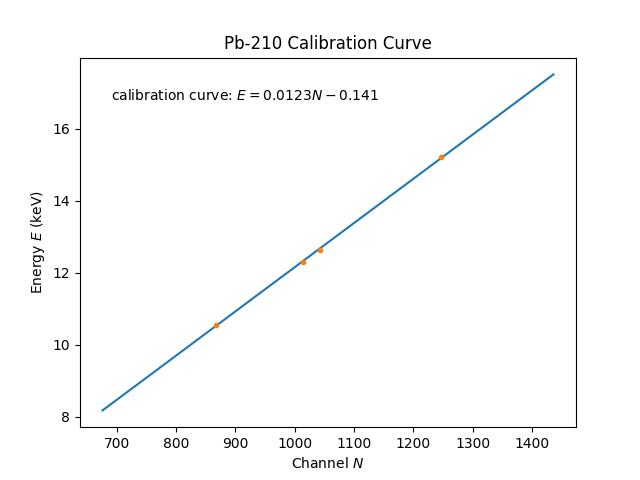 Pb-210 Calibration Curve
calibration curve: E = 0.0123N − 0.141
Energy E (keV)
16
14
12
10
8
700 800 900 1000 1100 1200 1300 1400
Channel N